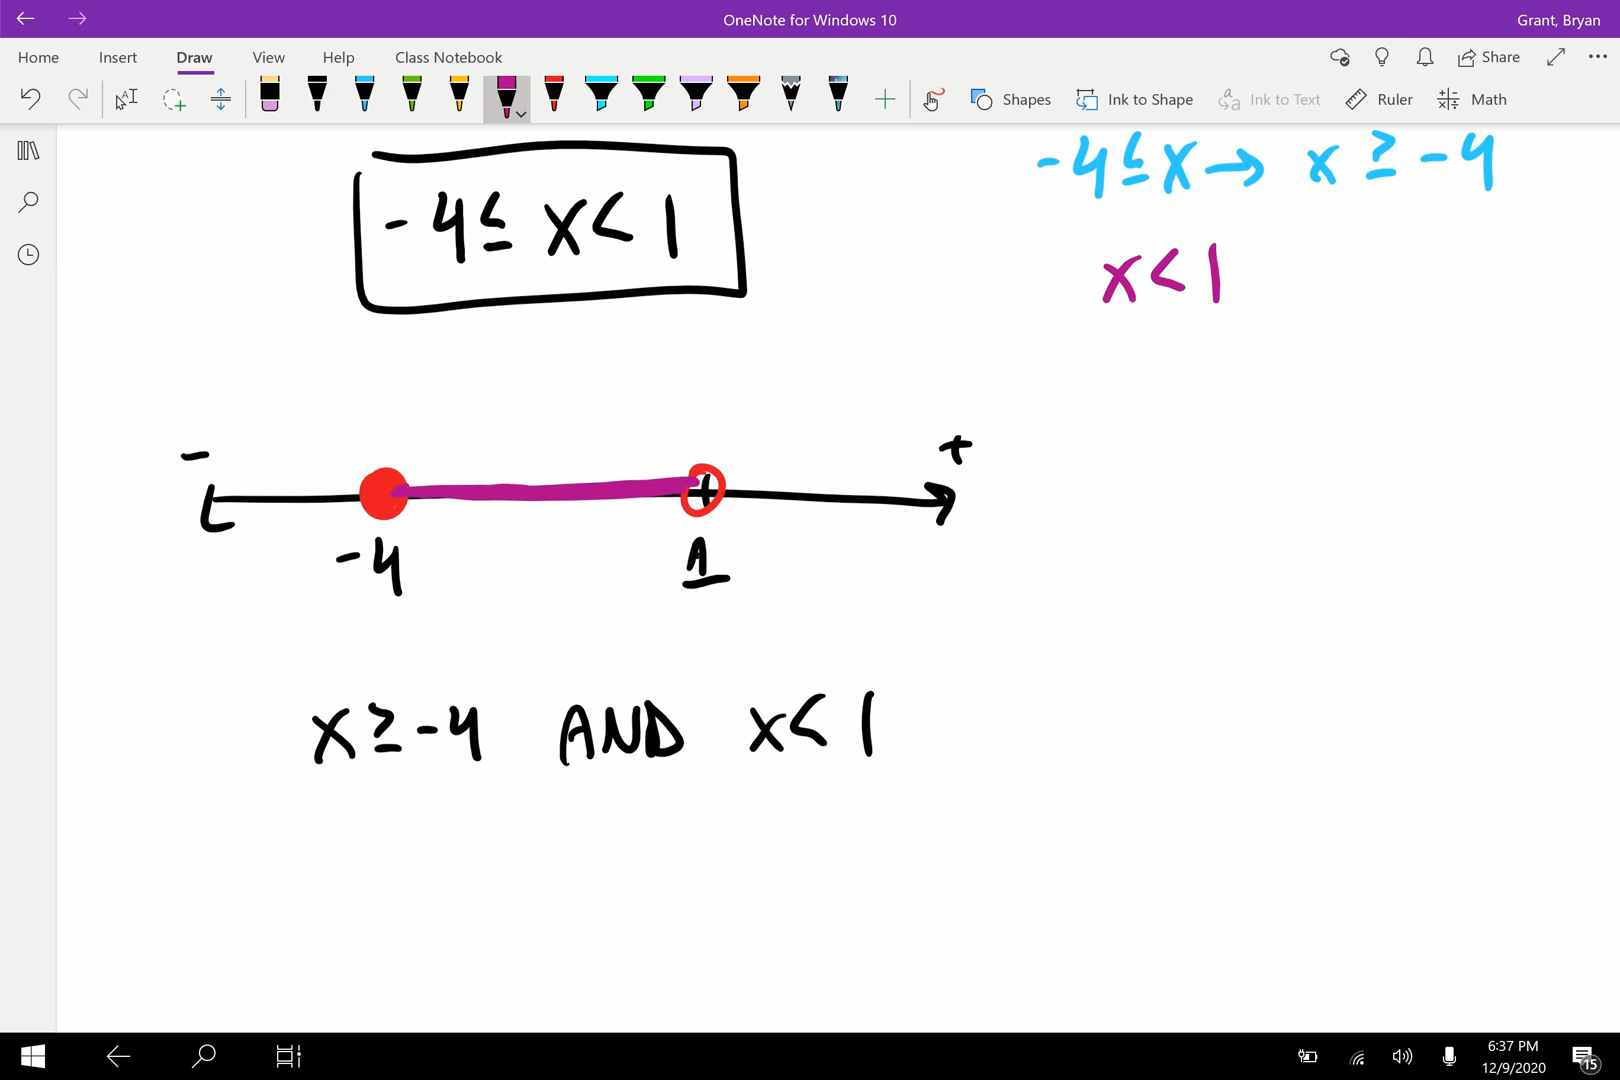 OneNote for Windows 10
Grant, Bryan
Home Insert Draw View Help Class Notebook Share
Shapes Ink to Shape Ink to Text Ruler Math
-4 ≤ x → x ≥ -4
-4 ≤ x < 1
x < 1
- +
-4 1
x ≥ -4 AND x < 1
6:37 PM
12/9/2020
15